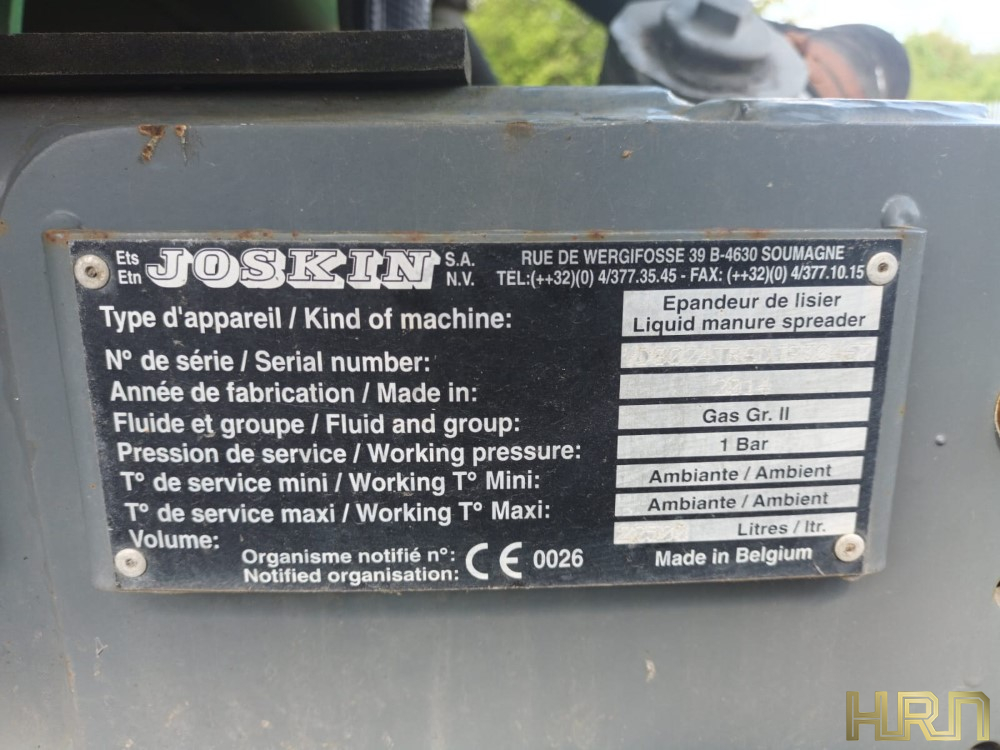 Ets JOSKIN S.A.
Etn N.V.
RUE DE WERGIFOSSE 39 B-4630 SOUMAGNE
TEL:(++32)(0) 4/377.35.45 - FAX: (++32)(0) 4/377.10.15
Type d'appareil / Kind of machine: Epandeur de lisier
Liquid manure spreader
N° de série / Serial number:
Année de fabrication / Made in:
Fluide et groupe / Fluid and group: Gas Gr. II
Pression de service / Working pressure: 1 Bar
T° de service mini / Working T° Mini: Ambiante / Ambient
T° de service maxi / Working T° Maxi: Ambiante / Ambient
Volume: Litres / ltr.
Organisme notifié n°: CE 0026
Notified organisation:
Made in Belgium
HRN